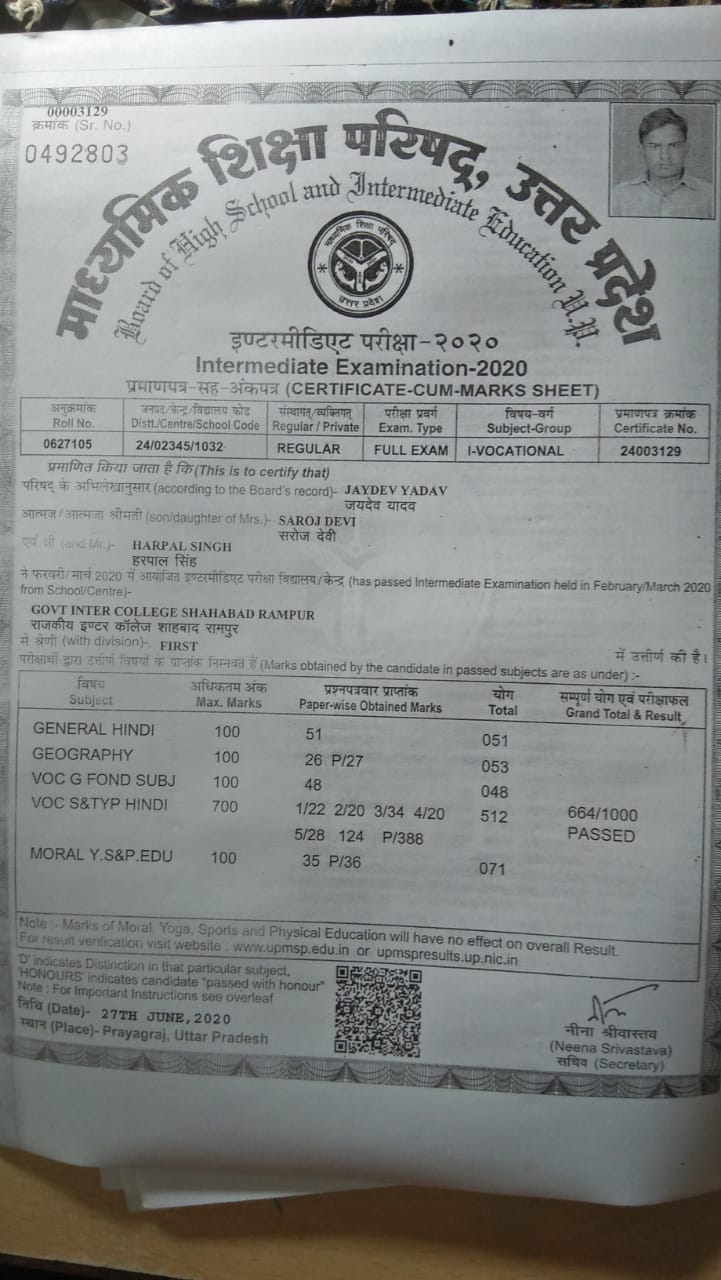 00003129
क्रमांक (Sr. No.)
0492803
माध्यमिक शिक्षा परिषद्, उत्तर प्रदेश
Board of High School and Intermediate Education U.P.
माध्यमिक शिक्षा परिषद
उत्तर प्रदेश
इण्टरमीडिएट परीक्षा-२०२०
Intermediate Examination-2020
प्रमाणपत्र-सह-अंकपत्र (CERTIFICATE-CUM-MARKS SHEET)
अनुक्रमांक जनपद/केन्द्र/विद्यालय कोड संस्थागत/व्यक्तिगत परीक्षा प्रवर्ग विषय-वर्ग प्रमाणपत्र क्रमांक
Roll No. Distt./Centre/School Code Regular / Private Exam. Type Subject-Group Certificate No.
0627105 24/02345/1032 REGULAR FULL EXAM I-VOCATIONAL 24003129
प्रमाणित किया जाता है कि(This is to certify that)
परिषद के अभिलेखानुसार (according to the Board's record)- JAYDEV YADAV
जयदेव यादव
आत्मज/आत्मजा श्रीमती (son/daughter of Mrs.)- SAROJ DEVI
सरोज देवी
एवं श्री (and Mr.)- HARPAL SINGH
हरपाल सिंह
ने फरवरी/मार्च 2020 में आयोजित इण्टरमीडिएट परीक्षा विद्यालय/केन्द्र (has passed Intermediate Examination held in February/March 2020
from School/Centre)-
GOVT INTER COLLEGE SHAHABAD RAMPUR
राजकीय इण्टर कॉलेज शाहबाद रामपुर
से श्रेणी (with division)- FIRST में उत्तीर्ण की है।
परीक्षार्थी द्वारा उत्तीर्ण विषयों के प्राप्तांक निम्नवत हैं (Marks obtained by the candidate in passed subjects are as under) :-
विषय अधिकतम अंक प्रश्नपत्रवार प्राप्तांक योग सम्पूर्ण योग एवं परीक्षाफल
Subject Max. Marks Paper-wise Obtained Marks Total Grand Total & Result
GENERAL HINDI 100 51 051
GEOGRAPHY 100 26 P/27 053
VOC G FOND SUBJ 100 48 048
VOC S&TYP HINDI 700 1/22 2/20 3/34 4/20 512 664/1000
5/28 124 P/388 PASSED
MORAL Y.S&P.EDU 100 35 P/36 071
Note :- Marks of Moral, Yoga, Sports and Physical Education will have no effect on overall Result.
For result verification visit website : www.upmsp.edu.in or upmspresults.up.nic.in
'D' indicates Distinction in that particular subject,
'HONOURS' indicates candidate "passed with honour"
Note : For Important Instructions see overleaf
तिथि (Date)- 27TH JUNE,2020
स्थान (Place)- Prayagraj, Uttar Pradesh
नीना श्रीवास्तव
(Neena Srivastava)
सचिव (Secretary)